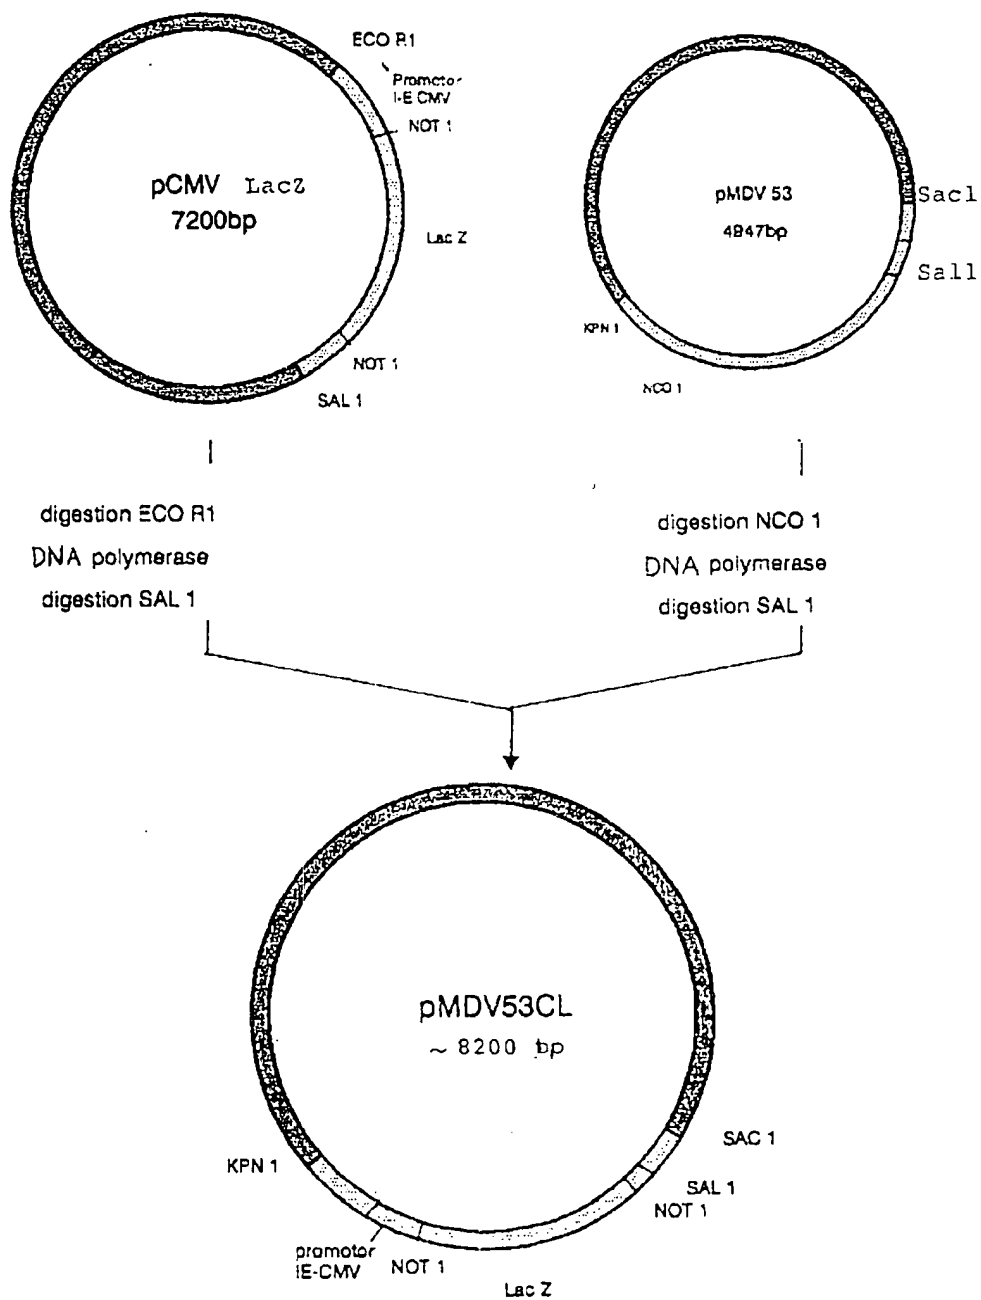 ECO R1
Promotor
I-E CMV
NOT 1
pCMV LacZ
7200bp
Lac Z
NOT 1
SAL 1
pMDV 53
4847bp
Sac1
Sal1
KPN 1
NCO 1
digestion ECO R1
DNA polymerase
digestion SAL 1
digestion NCO 1
DNA polymerase
digestion SAL 1
pMDV53CL
~ 8200 bp
KPN 1
SAC 1
SAL 1
NOT 1
promotor
IE-CMV
NOT 1
Lac Z